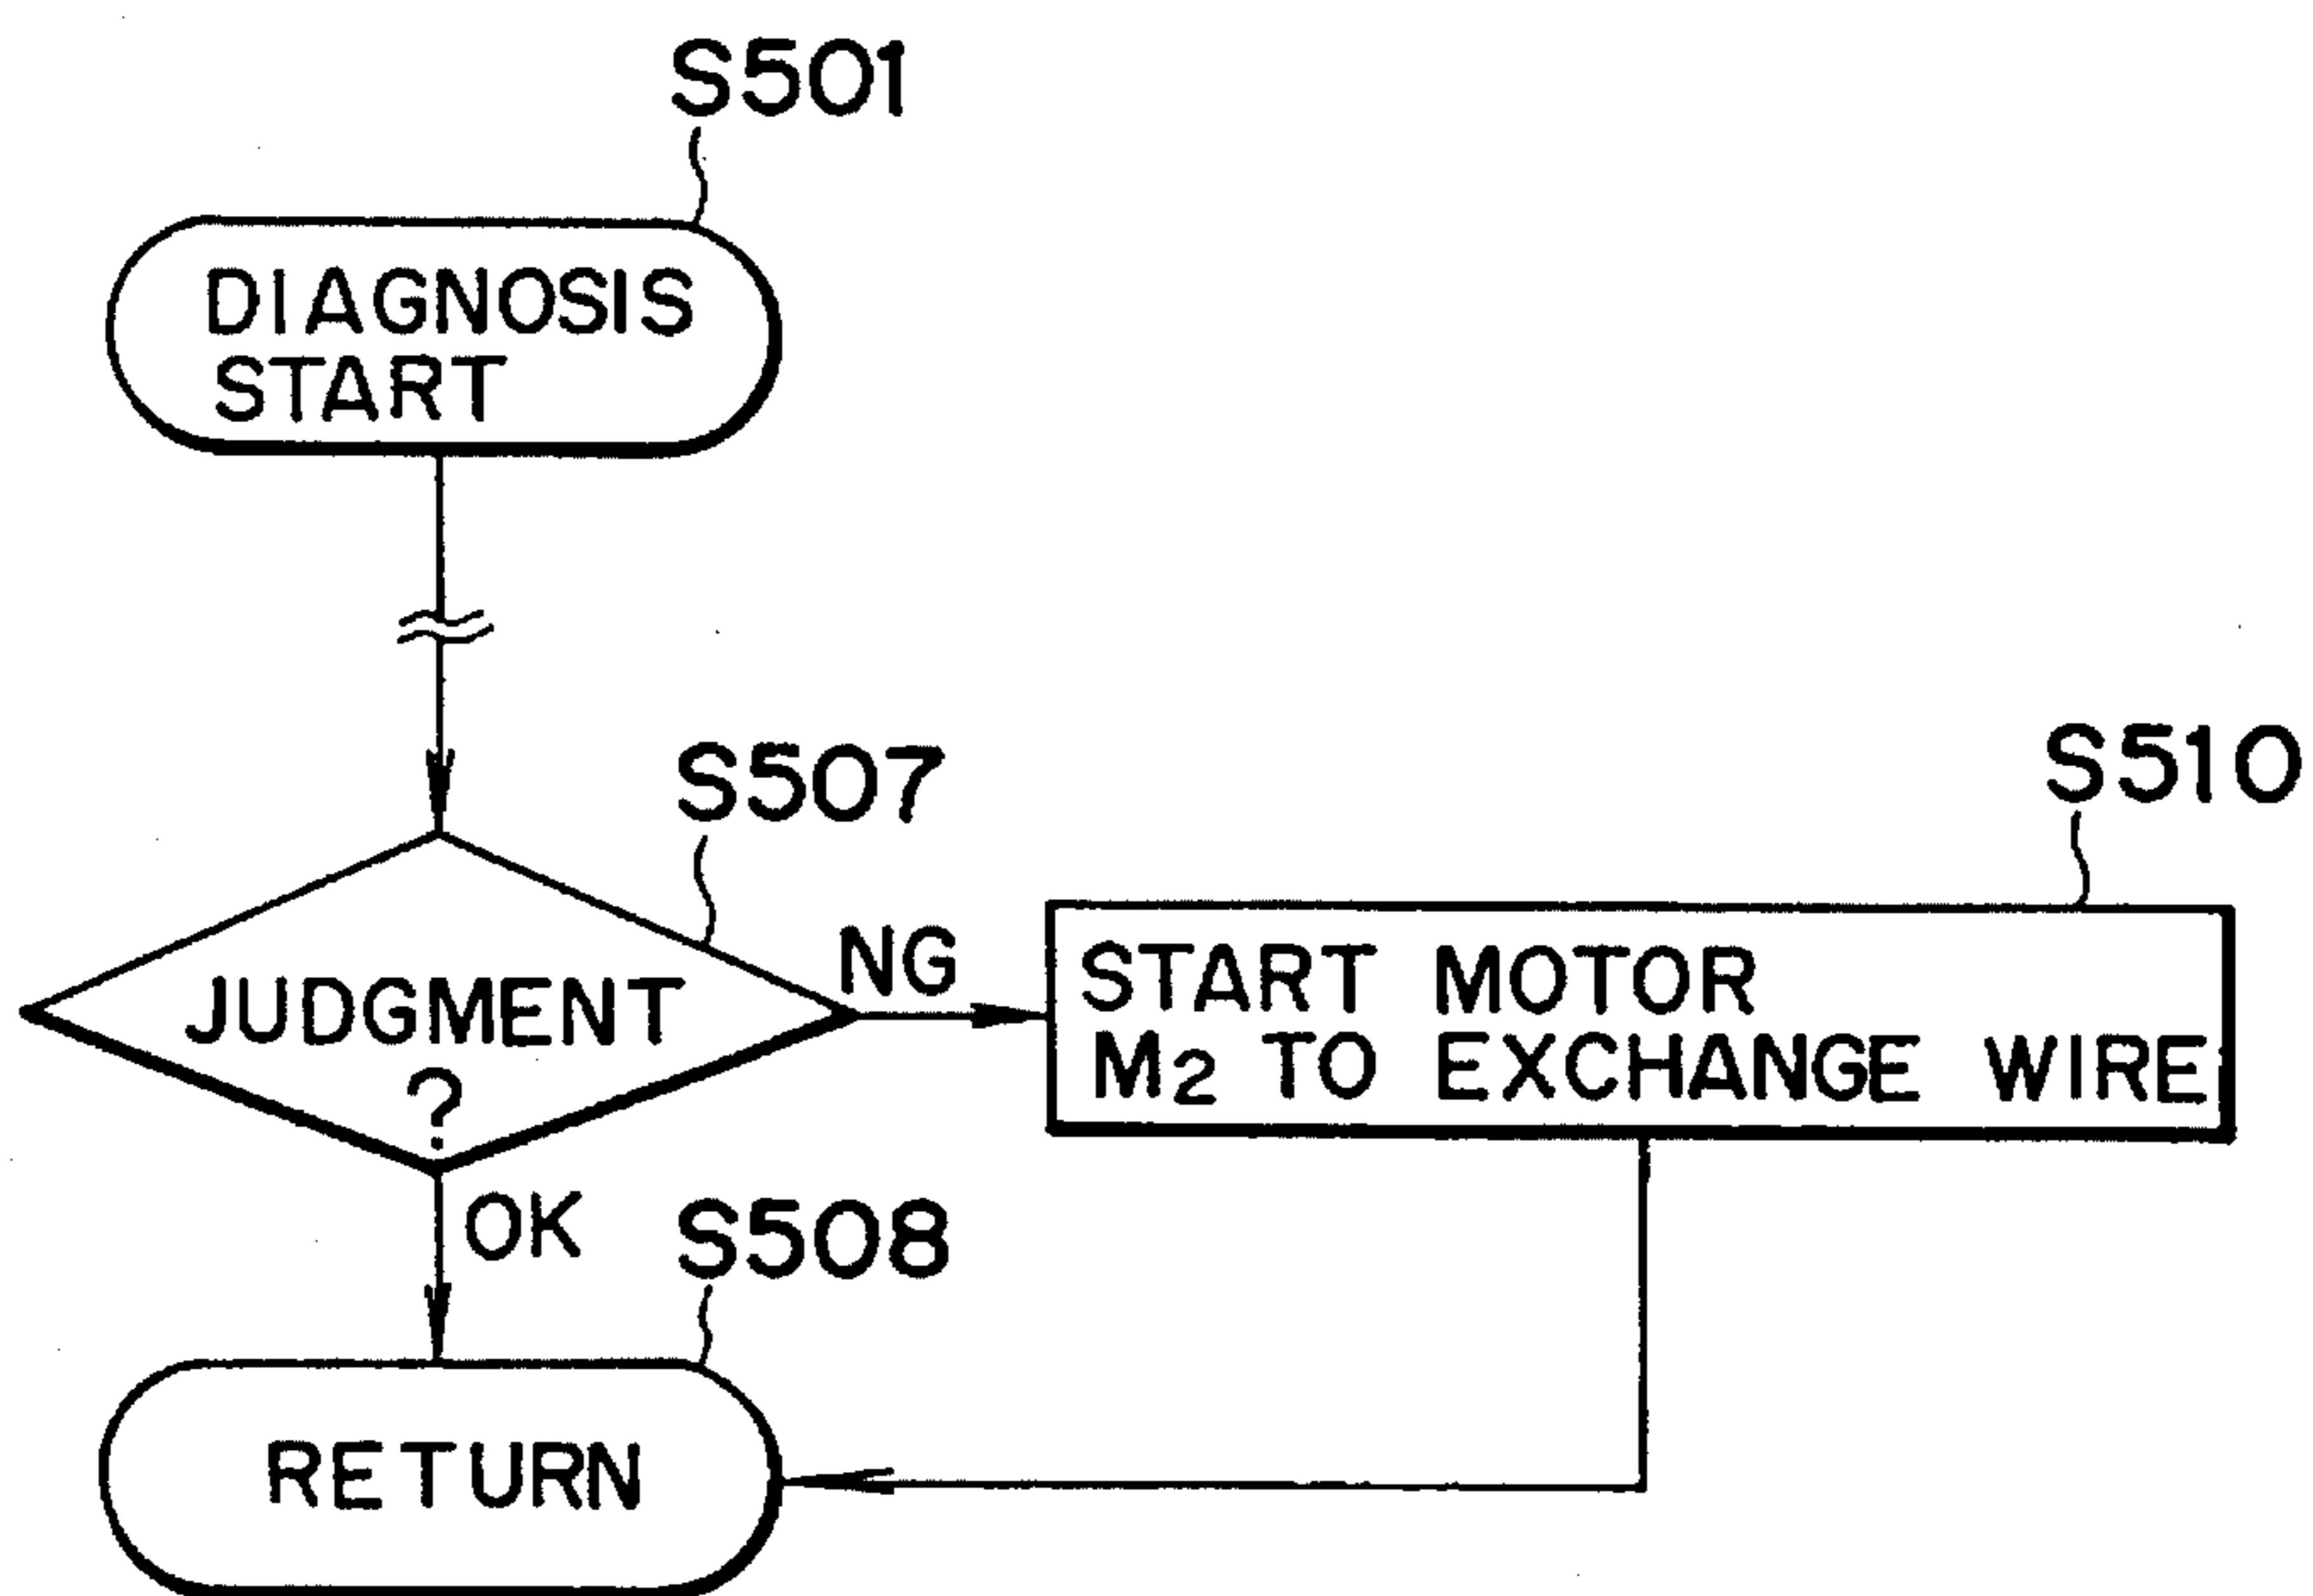 S501
DIAGNOSIS
START
S507
S510
NG
JUDGMENT
?
START MOTOR
M2 TO EXCHANGE WIRE
OK
S508
RETURN